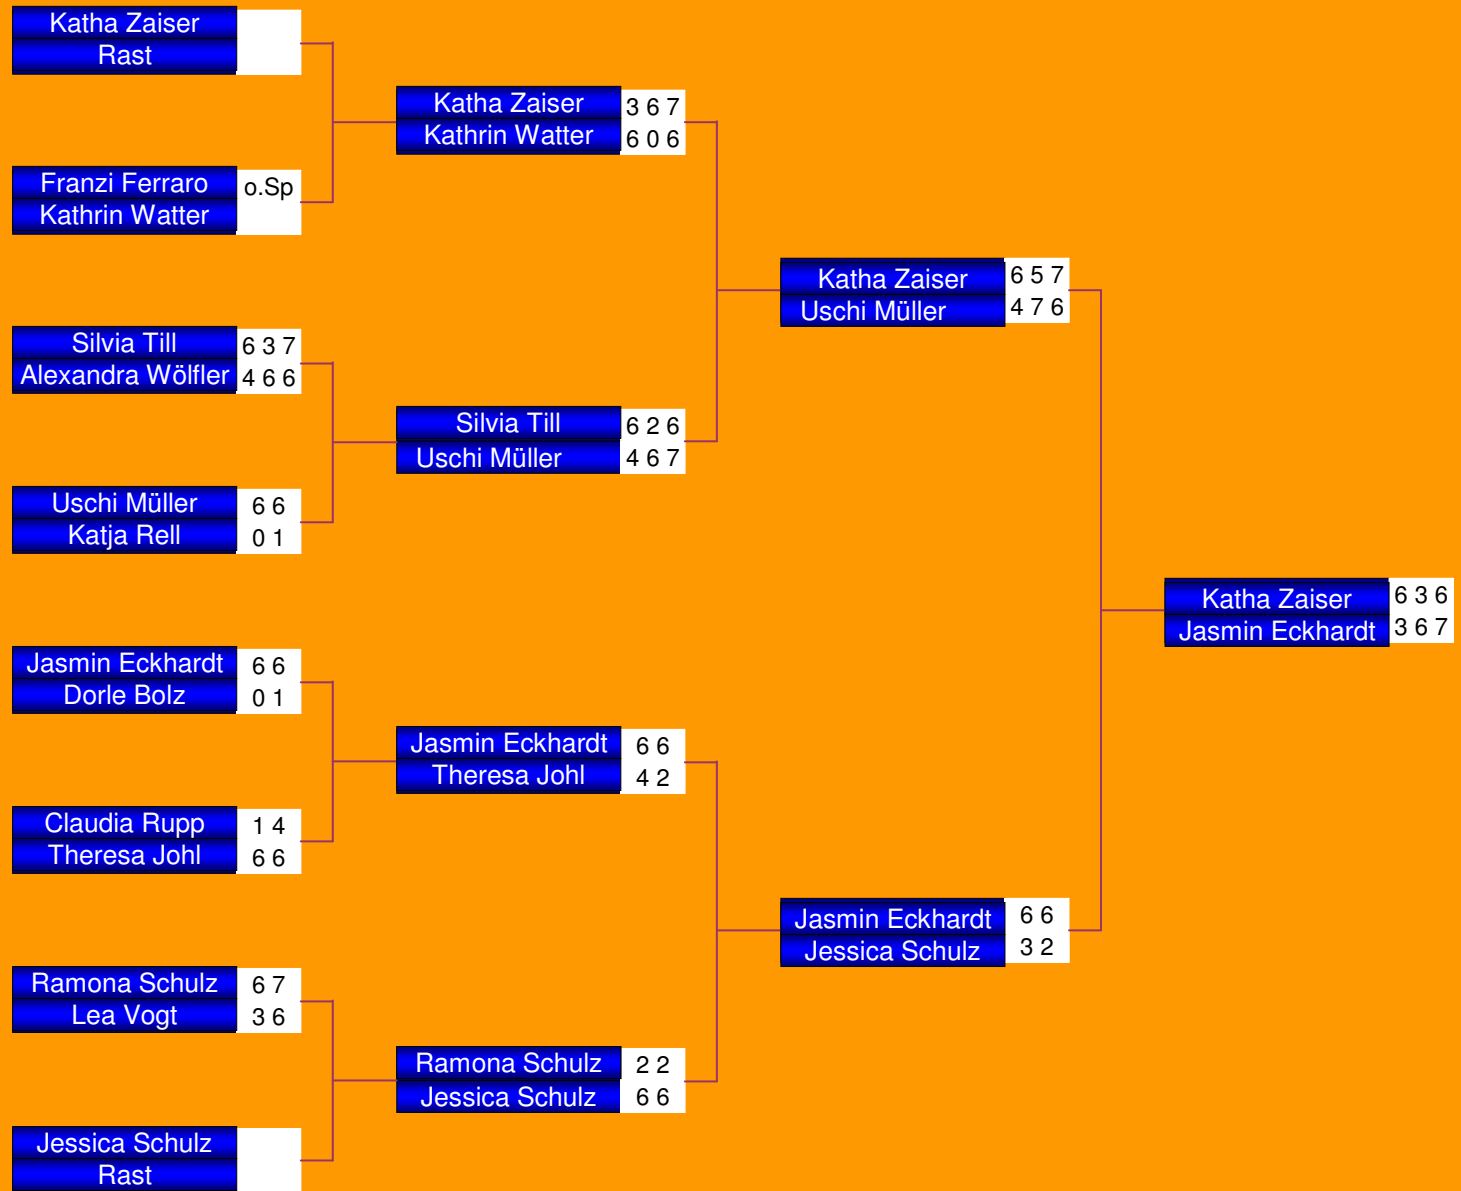 Katha Zaiser
Rast
Franzi Ferraro o.Sp
Kathrin Watter
Silvia Till 6 3 7
Alexandra Wölfler 4 6 6
Uschi Müller 6 6
Katja Rell 0 1
Jasmin Eckhardt 6 6
Dorle Bolz 0 1
Claudia Rupp 1 4
Theresa Johl 6 6
Ramona Schulz 6 7
Lea Vogt 3 6
Jessica Schulz
Rast
Katha Zaiser 3 6 7
Kathrin Watter 6 0 6
Silvia Till 6 2 6
Uschi Müller 4 6 7
Jasmin Eckhardt 6 6
Theresa Johl 4 2
Ramona Schulz 2 2
Jessica Schulz 6 6
Katha Zaiser 6 5 7
Uschi Müller 4 7 6
Jasmin Eckhardt 6 6
Jessica Schulz 3 2
Katha Zaiser 6 3 6
Jasmin Eckhardt 3 6 7